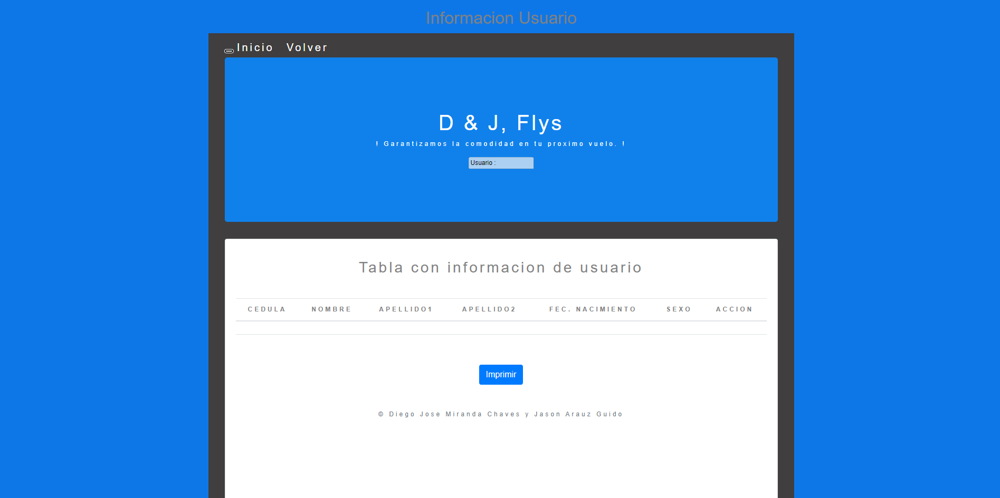 Informacion Usuario
Inicio Volver
D & J, Flys
! Garantizamos la comodidad en tu proximo vuelo. !
Usuario :
Tabla con informacion de usuario
CEDULA NOMBRE APELLIDO1 APELLIDO2 FEC. NACIMIENTO SEXO ACCION
Imprimir
© Diego Jose Miranda Chaves y Jason Arauz Guido